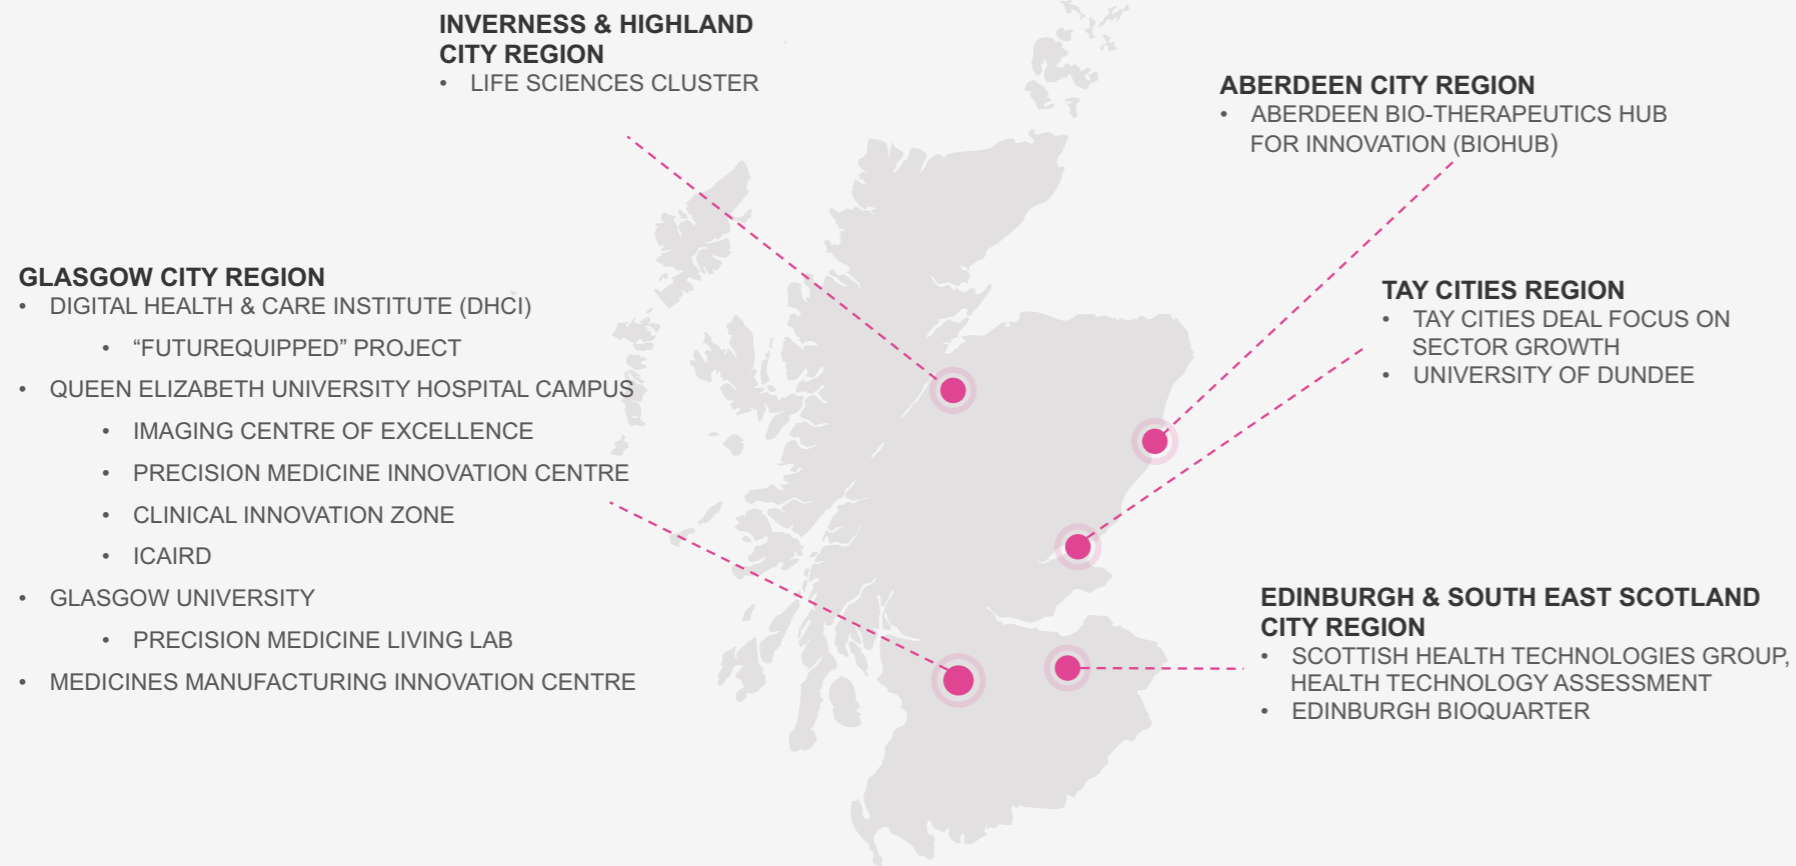 INVERNESS & HIGHLAND
CITY REGION
• LIFE SCIENCES CLUSTER
ABERDEEN CITY REGION
• ABERDEEN BIO-THERAPEUTICS HUB
FOR INNOVATION (BIOHUB)
GLASGOW CITY REGION
• DIGITAL HEALTH & CARE INSTITUTE (DHCI)
• “FUTUREQUIPPED” PROJECT
• QUEEN ELIZABETH UNIVERSITY HOSPITAL CAMPUS
• IMAGING CENTRE OF EXCELLENCE
• PRECISION MEDICINE INNOVATION CENTRE
• CLINICAL INNOVATION ZONE
• ICAIRD
• GLASGOW UNIVERSITY
• PRECISION MEDICINE LIVING LAB
• MEDICINES MANUFACTURING INNOVATION CENTRE
TAY CITIES REGION
• TAY CITIES DEAL FOCUS ON
SECTOR GROWTH
• UNIVERSITY OF DUNDEE
EDINBURGH & SOUTH EAST SCOTLAND
CITY REGION
• SCOTTISH HEALTH TECHNOLOGIES GROUP,
HEALTH TECHNOLOGY ASSESSMENT
• EDINBURGH BIOQUARTER